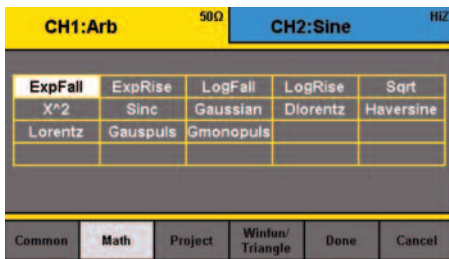 CH1:Arb 50Ω CH2:Sine HiZ
ExpFall ExpRise LogFall LogRise Sqrt
X^2 Sinc Gaussian Dlorentz Haversine
Lorentz Gauspuls Gmonopuls
Common Math Project Winfun/ Triangle Done Cancel